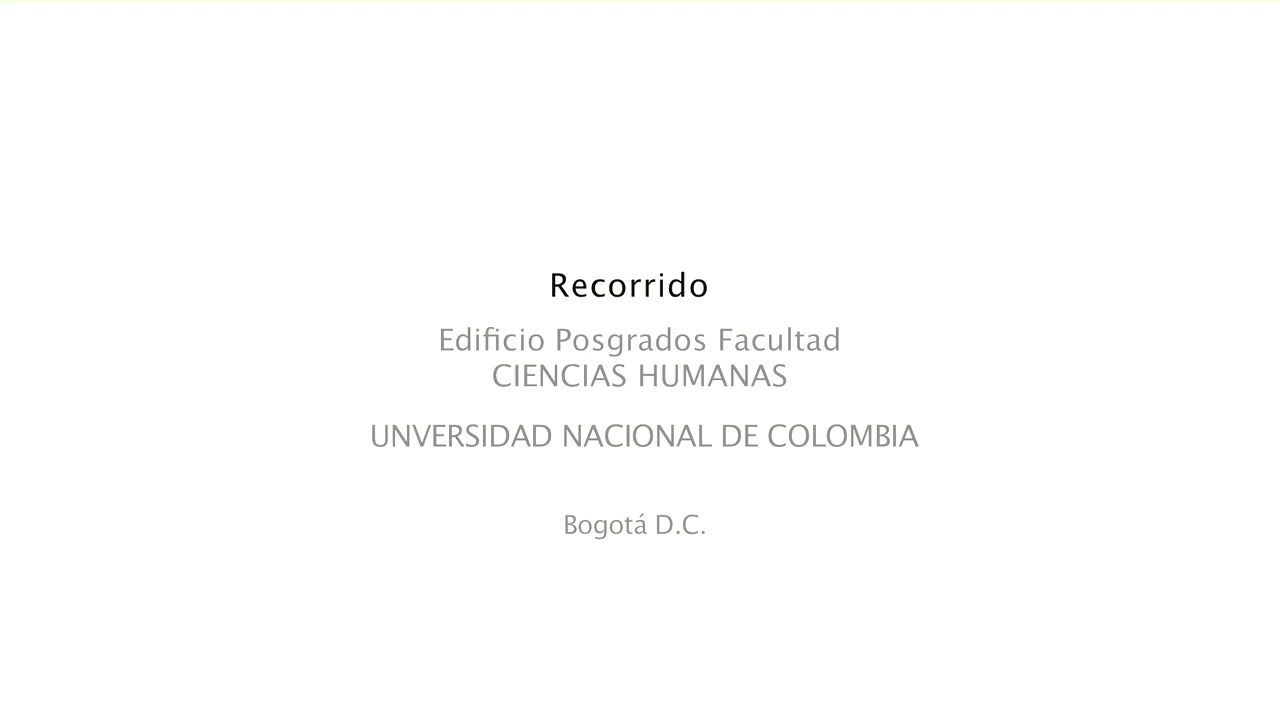 Recorrido
Edificio Posgrados Facultad
CIENCIAS HUMANAS
UNVERSIDAD NACIONAL DE COLOMBIA
Bogotá D.C.